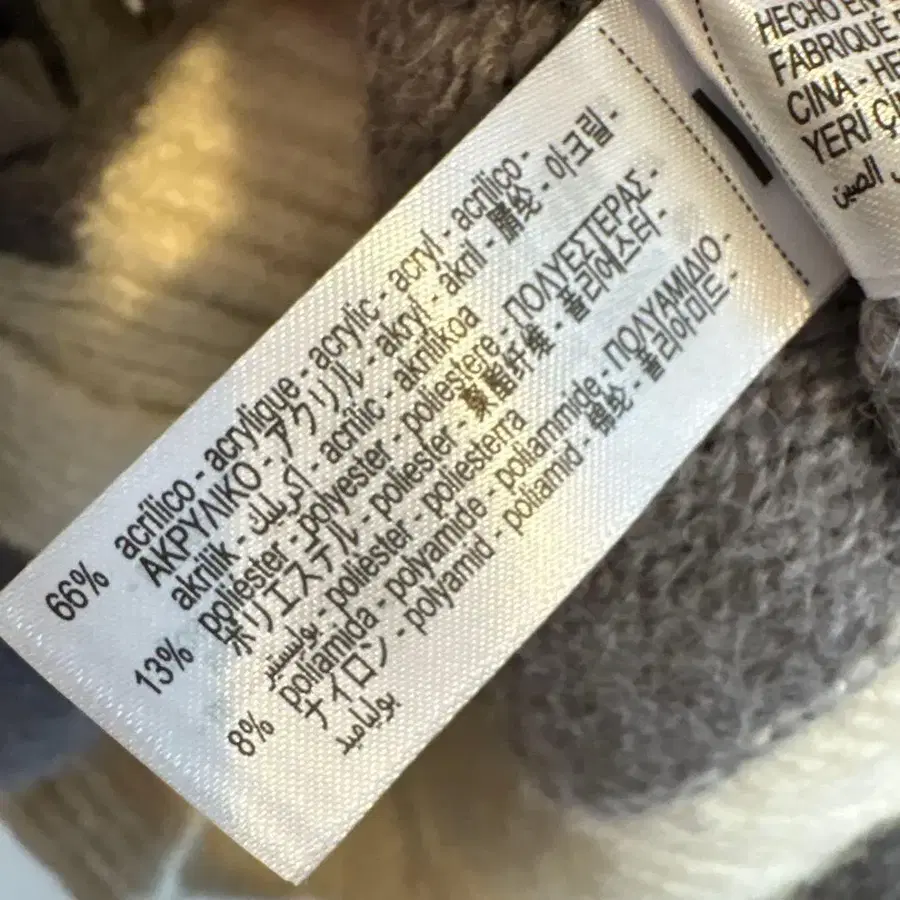 66% acrílico - acrylique - acrylic - acryl - acrilico -
ΑΚΡΥΛΙΚΟ - アクリル - akryl - akril - 腈纶 - 아크릴 -
akrilik - أكريليك - acrílic - akrilikoa
13% poliéster - polyester - poliestere - ΠΟΛΥΕΣΤΕΡΑΣ -
ポリエステル - poliester - 聚酯纤维 - 폴리에스터 -
بوليستير - polièster - poliesterra
8% poliamida - polyamide - poliammide - ΠΟΛΥΑΜΙΔΙΟ -
ナイロン - polyamid - poliamid - 锦纶 - 폴리아미드 -
بولياميد
HECHO EN
FABRIQUÉ
CINA -
YERİ
الصين